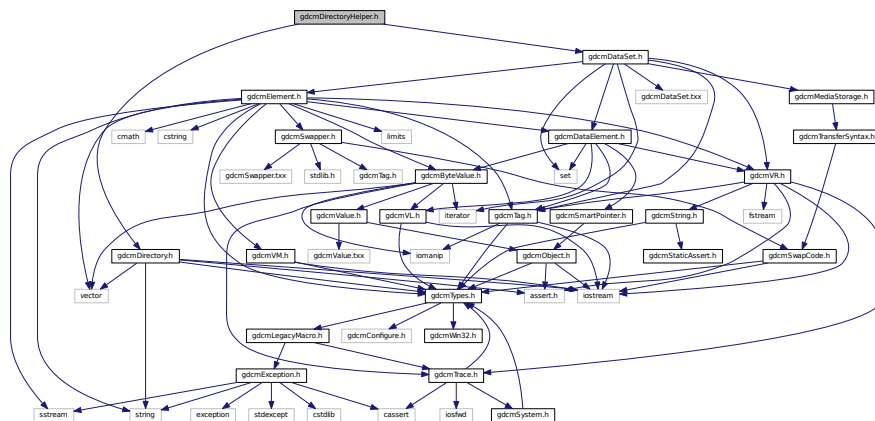 gdcmDirectoryHelper.h
gdcmDataSet.h
gdcmElement.h
gdcmDataSet.txx
gdcmMediaStorage.h
cmath
cstring
gdcmSwapper.h
limits
gdcmDataElement.h
gdcmTransferSyntax.h
gdcmSwapper.txx
stdlib.h
gdcmTag.h
gdcmByteValue.h
set
gdcmVR.h
gdcmValue.h
gdcmVL.h
iterator
gdcmTag.h
gdcmSmartPointer.h
gdcmString.h
fstream
gdcmDirectory.h
gdcmVM.h
gdcmValue.txx
iomanip
gdcmObject.h
gdcmStaticAssert.h
gdcmSwapCode.h
vector
gdcmTypes.h
assert.h
iostream
gdcmLegacyMacro.h
gdcmConfigure.h
gdcmWin32.h
gdcmException.h
gdcmTrace.h
sstream
string
exception
stdexcept
cstdlib
cassert
iosfwd
gdcmSystem.h